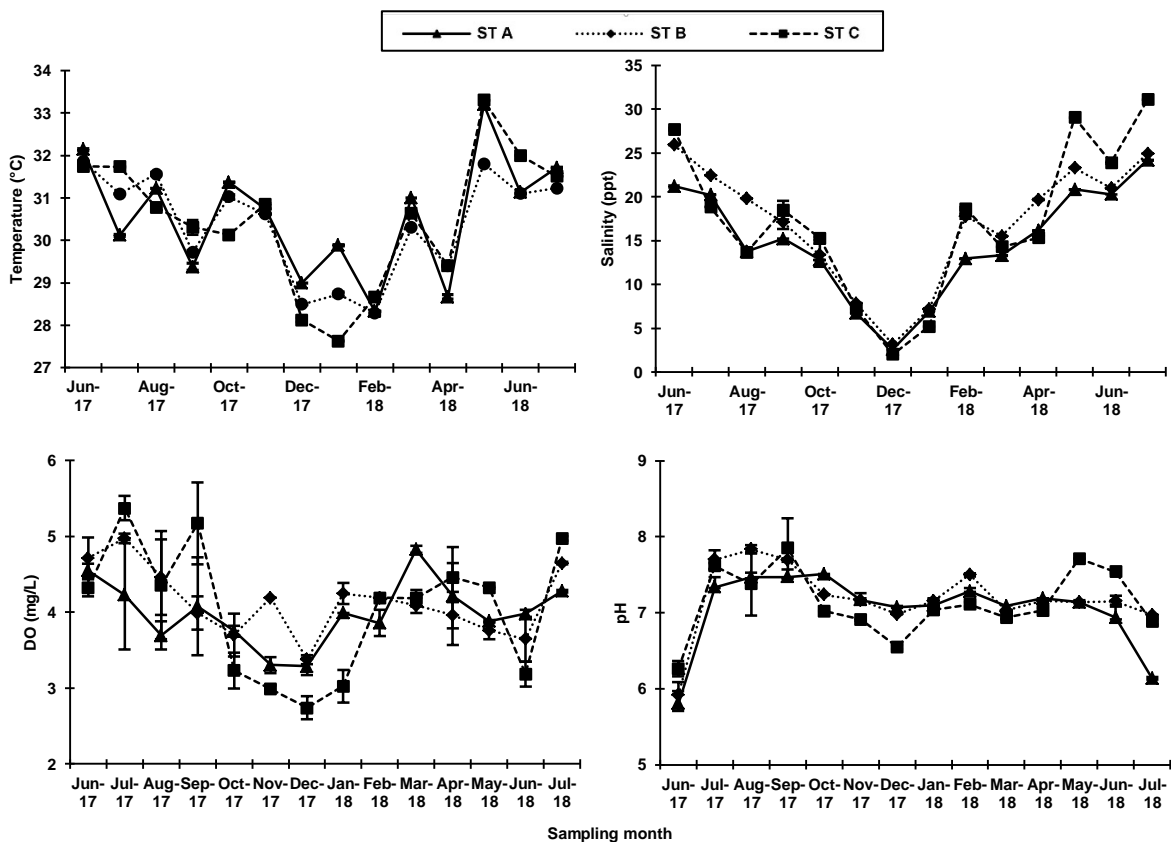 ST A ST B ST C
Temperature (°C)
34
33
32
31
30
29
28
27
Jun- Aug- Oct- Dec- Feb- Apr- Jun-
17 17 17 17 18 18 18
Salinity (ppt)
35
30
25
20
15
10
5
0
Jun- Aug- Oct- Dec- Feb- Apr- Jun-
17 17 17 17 18 18 18
DO (mg/L)
6
5
4
3
2
Jun- Jul- Aug- Sep- Oct- Nov- Dec- Jan- Feb- Mar- Apr- May- Jun- Jul-
17 17 17 17 17 17 17 18 18 18 18 18 18 18
pH
9
8
7
6
5
Jun- Jul- Aug- Sep- Oct- Nov- Dec- Jan- Feb- Mar- Apr- May- Jun- Jul-
17 17 17 17 17 17 17 18 18 18 18 18 18 18
Sampling month